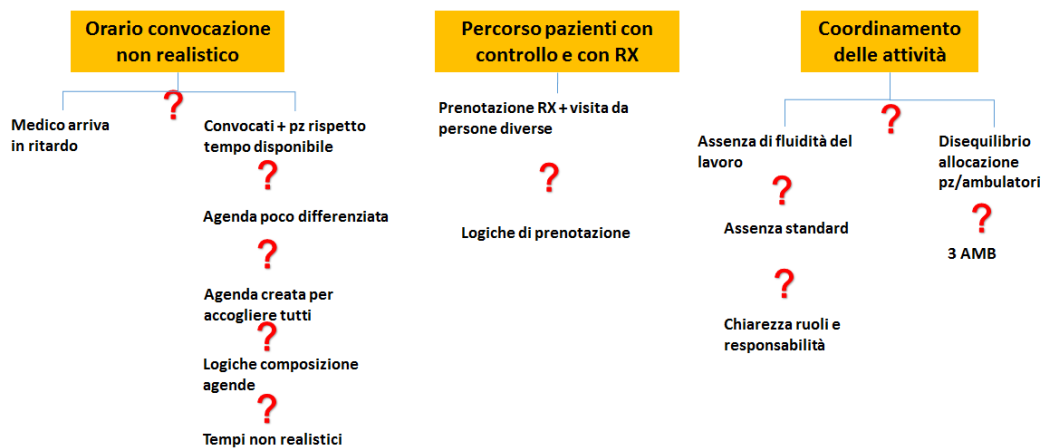 Orario convocazione
non realistico
?
Medico arriva
in ritardo
Convocati + pz rispetto
tempo disponibile
?
Agenda poco differenziata
?
Agenda creata per
accogliere tutti
?
Logiche composizione
agende
?
Tempi non realistici
Percorso pazienti con
controllo e con RX
Prenotazione RX + visita da
persone diverse
?
Logiche di prenotazione
Coordinamento
delle attività
?
Assenza di fluidità del
lavoro
?
Assenza standard
?
Chiarezza ruoli e
responsabilità
Disequilibrio
allocazione
pz/ambulatori
?
3 AMB